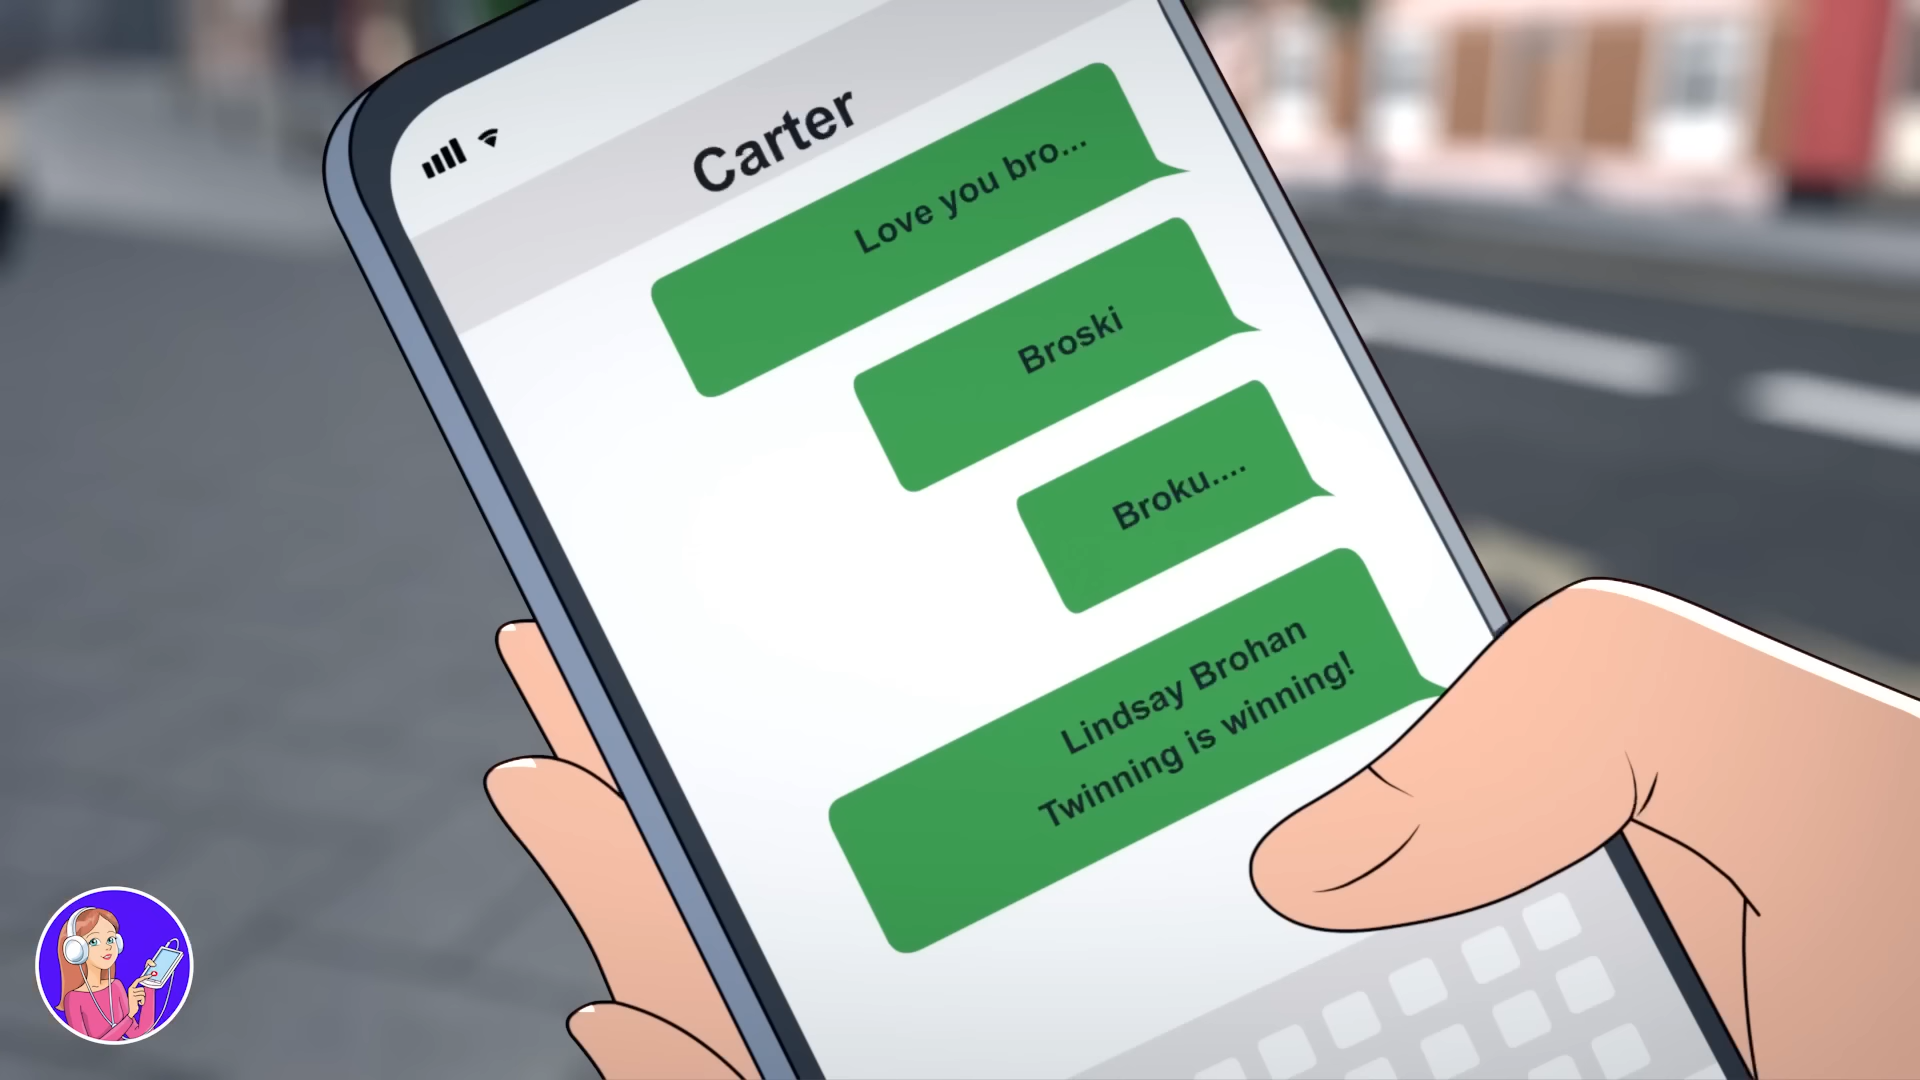 Carter
Love you bro...
Broski
Broku....
Lindsay Brohan
Twinning is winning!